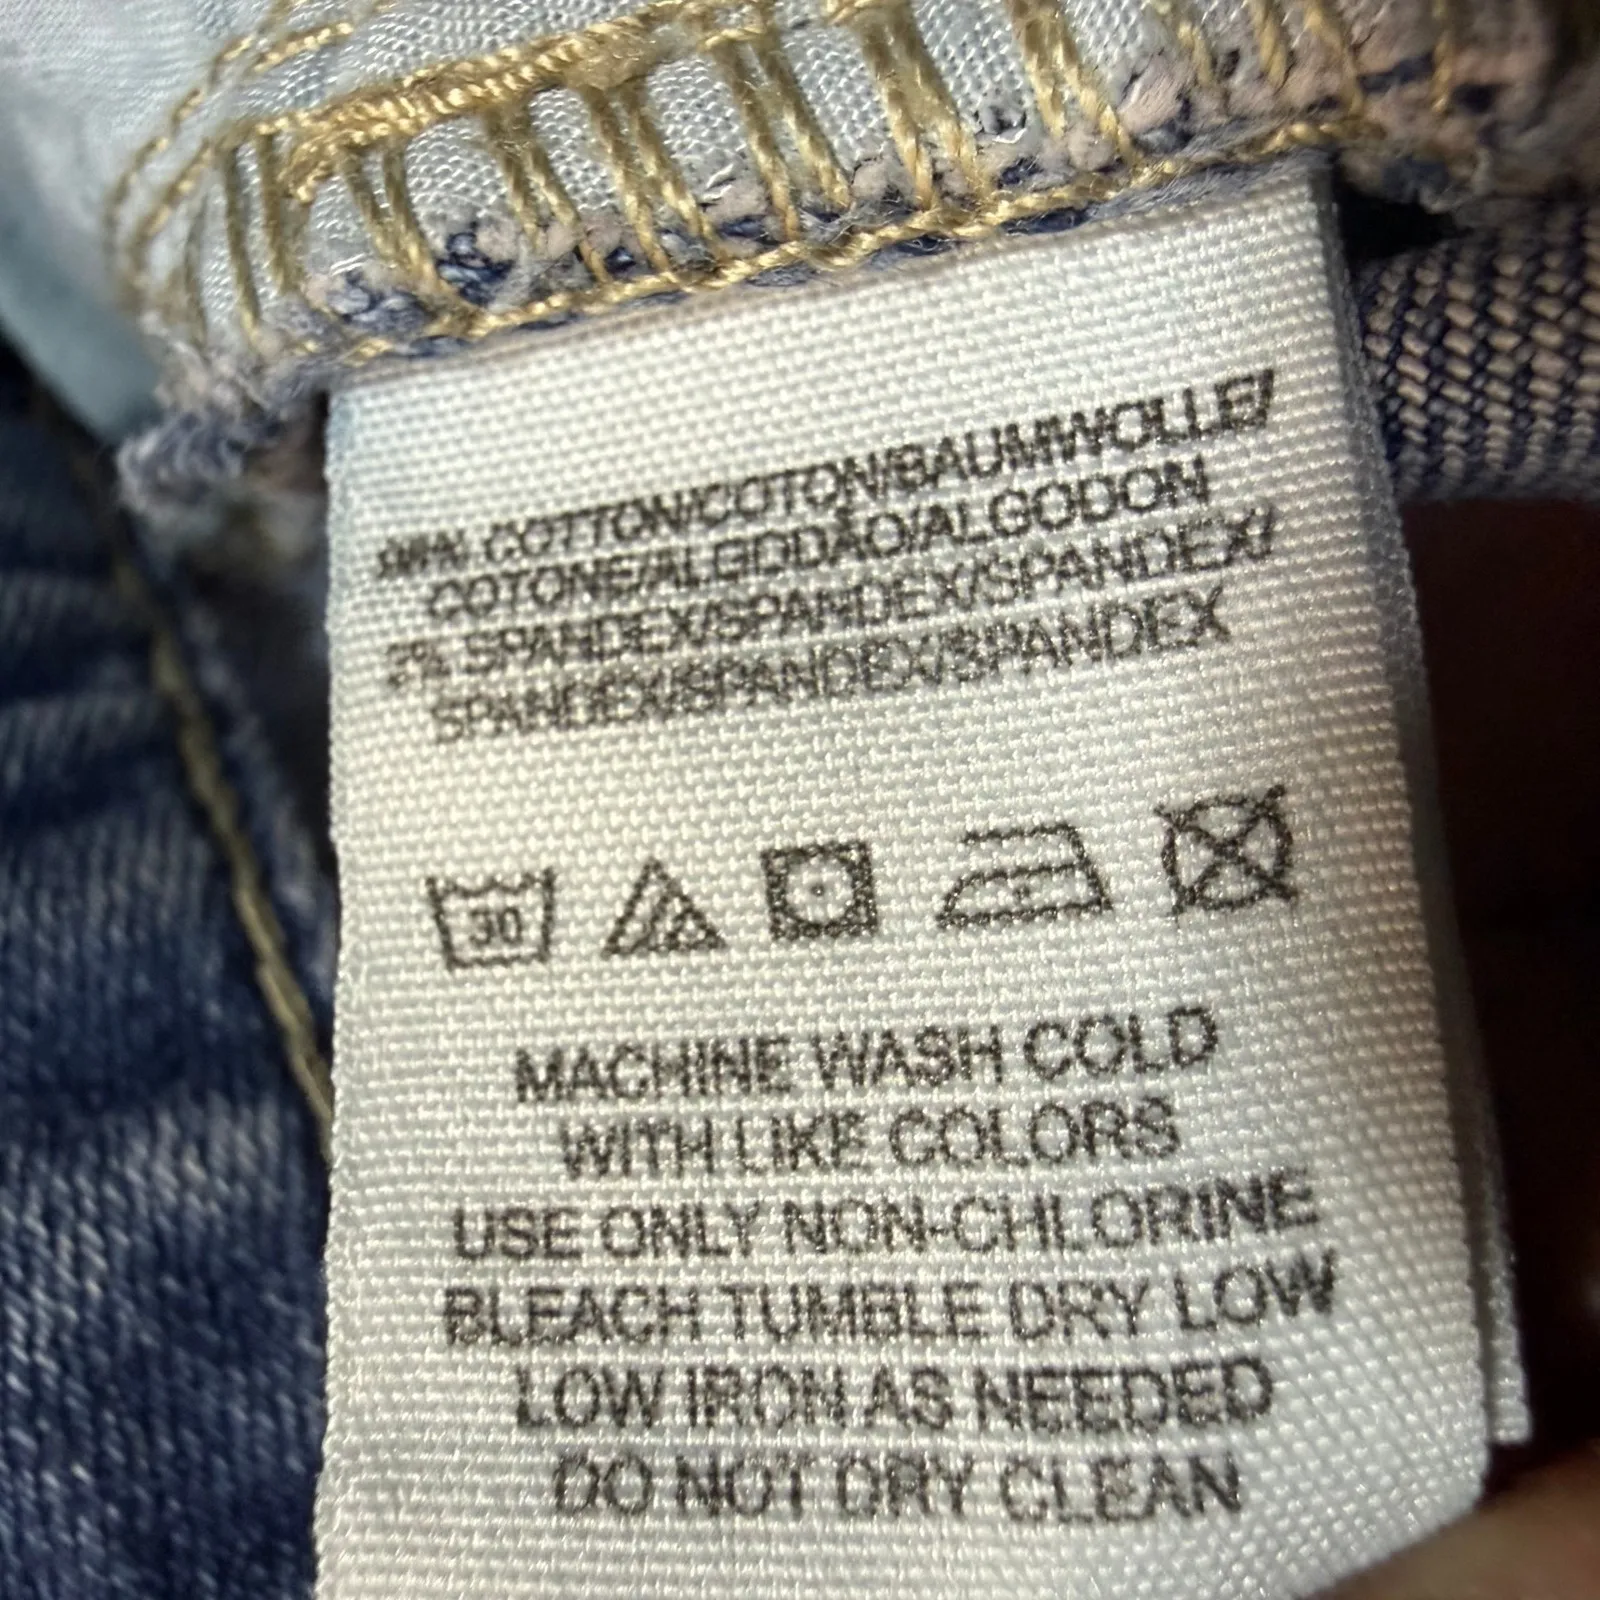 COTTON/COTON/BAUMWOLLE/
COTONE/ALGODÃO/ALGODON
SPANDEX/SPANDEX/SPANDEX/
SPANDEX/SPANDEX/SPANDEX
30
MACHINE WASH COLD
WITH LIKE COLORS
USE ONLY NON-CHLORINE
BLEACH TUMBLE DRY LOW
LOW IRON AS NEEDED
DO NOT DRY CLEAN